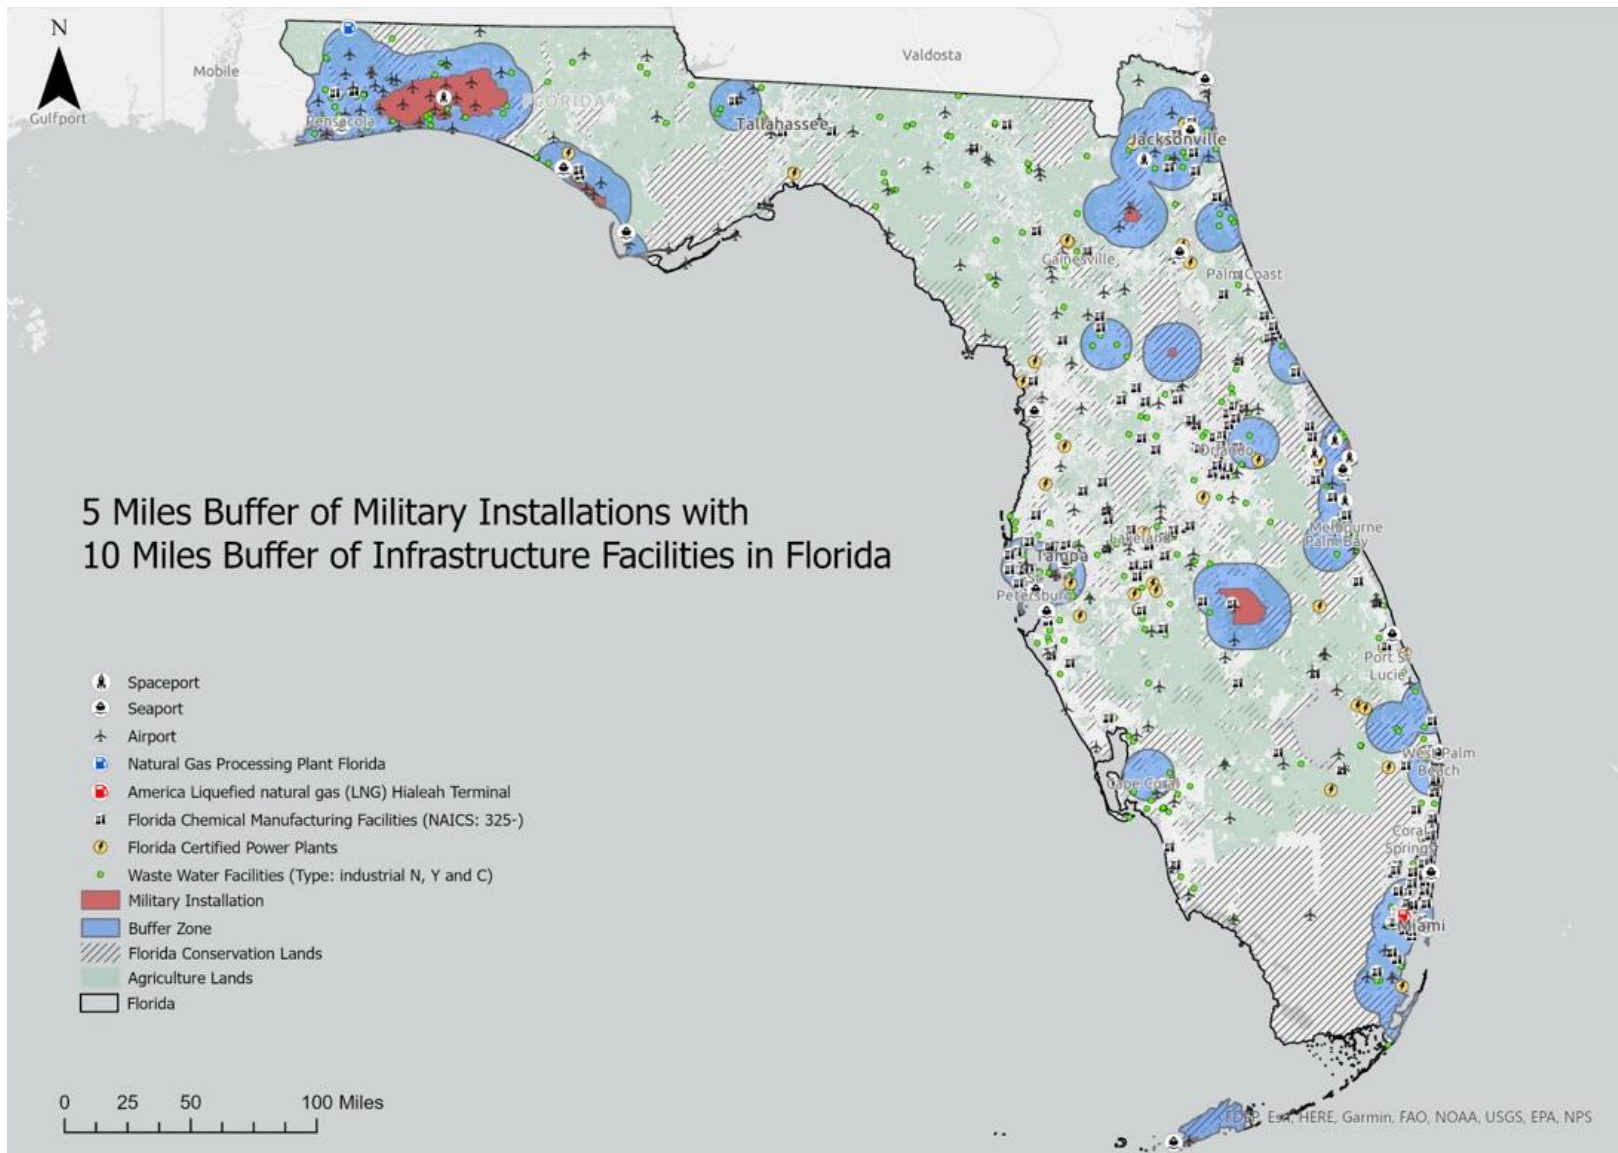 N
Valdosta
Mobile
Gulfport
FLORIDA
Pensacola
Tallahassee
Jacksonville
Gainesville
Palm Coast
Orlando
Melbourne
Palm Bay
Lakeland
Tampa
St
Petersburg
Port St
Lucie
West Palm
Beach
Cape Coral
Coral
Springs
Miami
5 Miles Buffer of Military Installations with
10 Miles Buffer of Infrastructure Facilities in Florida
Spaceport
Seaport
Airport
Natural Gas Processing Plant Florida
America Liquefied natural gas (LNG) Hialeah Terminal
Florida Chemical Manufacturing Facilities (NAICS: 325-)
Florida Certified Power Plants
Waste Water Facilities (Type: industrial N, Y and C)
Military Installation
Buffer Zone
Florida Conservation Lands
Agriculture Lands
Florida
0 25 50 100 Miles
FDEP, Esri, HERE, Garmin, FAO, NOAA, USGS, EPA, NPS